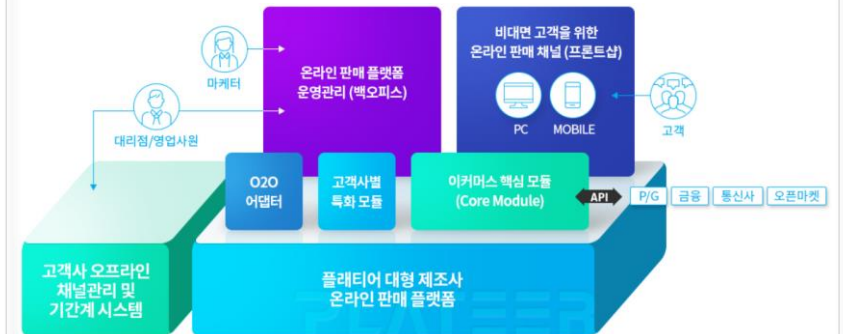 비대면 고객을 위한
온라인 판매 채널 (프론트샵)
온라인 판매 플랫폼
운영관리 (백오피스)
마케터
PC
MOBILE
고객
대리점/영업사원
O2O
어댑터
고객사별
특화 모듈
이커머스 핵심 모듈
(Core Module)
API
P/G
금융
통신사
오픈마켓
고객사 오프라인
채널관리 및
기간계 시스템
플래티어 대형 제조사
온라인 판매 플랫폼
PLATEER